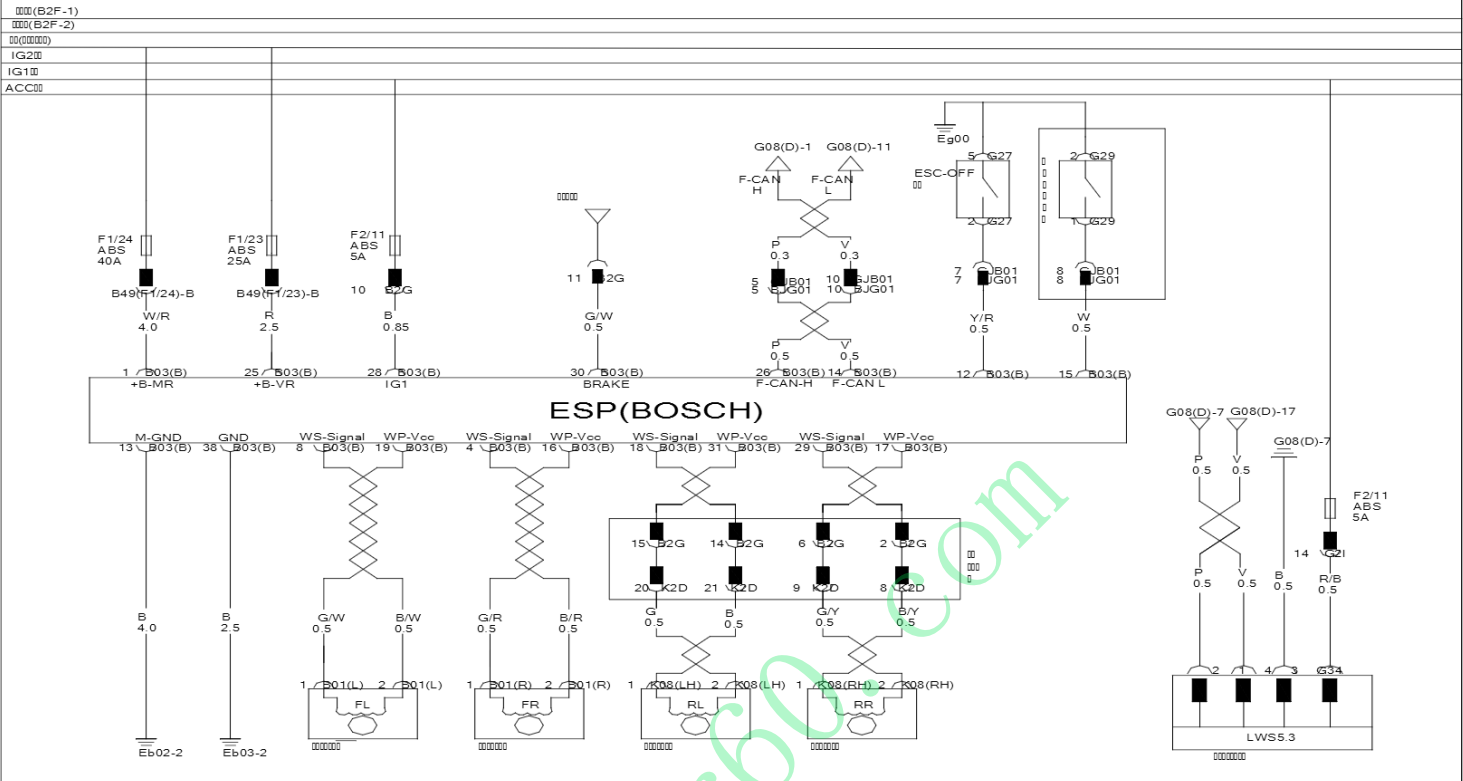 (B2F-1)
(B2F-2)
IG2
IG1
ACC
Eg00
G08(D)-1 G08(D)-11
5 G27 2 G29
F-CAN H F-CAN L
ESC-OFF
2 G27 1 G29
F1/24 ABS 40A
F1/23 ABS 25A
F2/11 ABS 5A
P 0.3 V 0.3
11 B2G
7 GJB01 8 GJB01
7 BJG01 8 BJG01
5 GJB01 10 GJB01
5 BJG01 10 BJG01
B49(F1/24)-B B49(F1/23)-B 10 B2G
W/R 4.0
R 2.5
B 0.85
G/W 0.5
Y/R 0.5
W 0.5
P 0.5 V 0.5
1 B03(B) 25 B03(B) 28 B03(B) 30 B03(B) 26 B03(B) 14 B03(B) 12 B03(B) 15 B03(B)
+B-MR +B-VR IG1 BRAKE F-CAN-H F-CAN L
ESP(BOSCH)
G08(D)-7 G08(D)-17
M-GND GND WS-Signal WP-Vcc WS-Signal WP-Vcc WS-Signal WP-Vcc WS-Signal WP-Vcc
13 B03(B) 38 B03(B) 8 B03(B) 19 B03(B) 4 B03(B) 16 B03(B) 18 B03(B) 31 B03(B) 29 B03(B) 17 B03(B)
G08(D)-7
P 0.5 V 0.5
F2/11 ABS 5A
15 B2G 14 B2G 6 B2G 2 B2G
14 G2I
20 K2D 21 K2D 9 K2D 8 K2D
P 0.5 V 0.5 B 0.5 R/B 0.5
B 4.0
B 2.5
G/W 0.5 B/W 0.5
G/R 0.5 B/R 0.5
G 0.5 B 0.5
G/Y 0.5 B/Y 0.5
2 1 4 3 G34
1 B01(L) 2 B01(L) 1 B01(R) 2 B01(R) 1 K08(LH) 2 K08(LH) 1 K08(RH) 2 K08(RH)
FL FR RL RR
LWS5.3
Eb02-2 Eb03-2
60.com